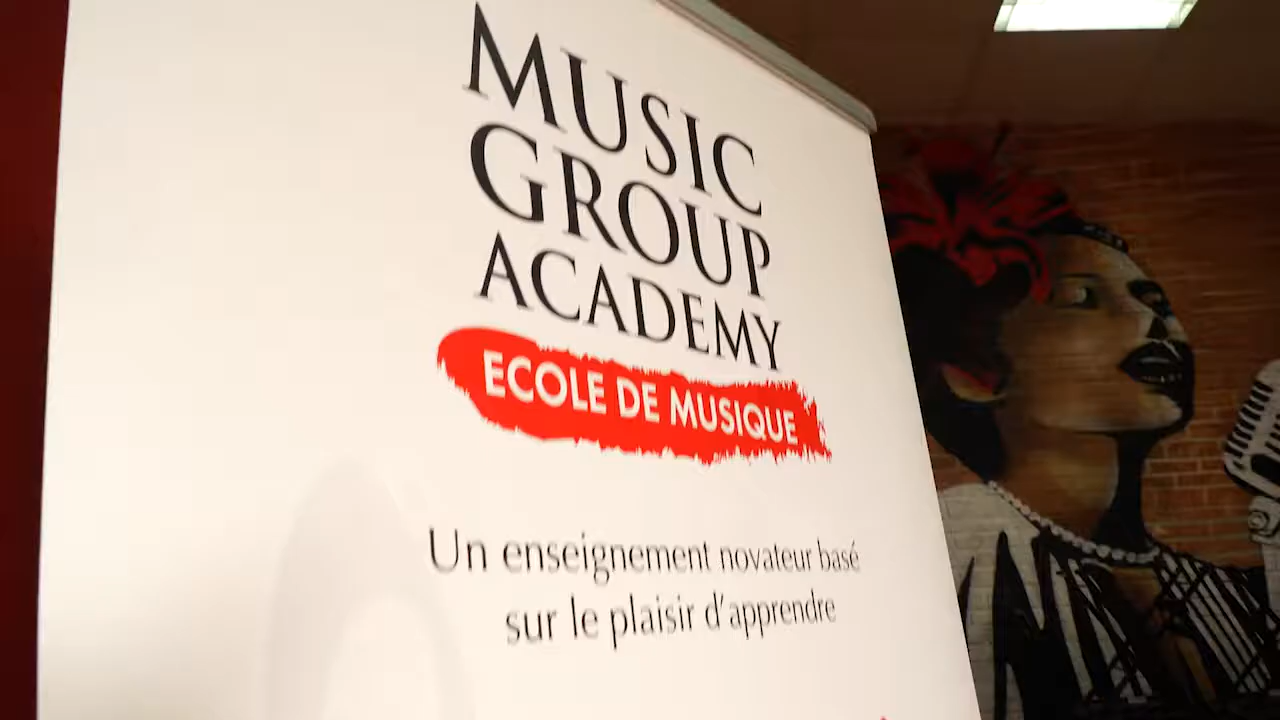 MUSIC
GROUP
ACADEMY
ECOLE DE MUSIQUE
Un enseignement novateur basé
sur le plaisir d'apprendre